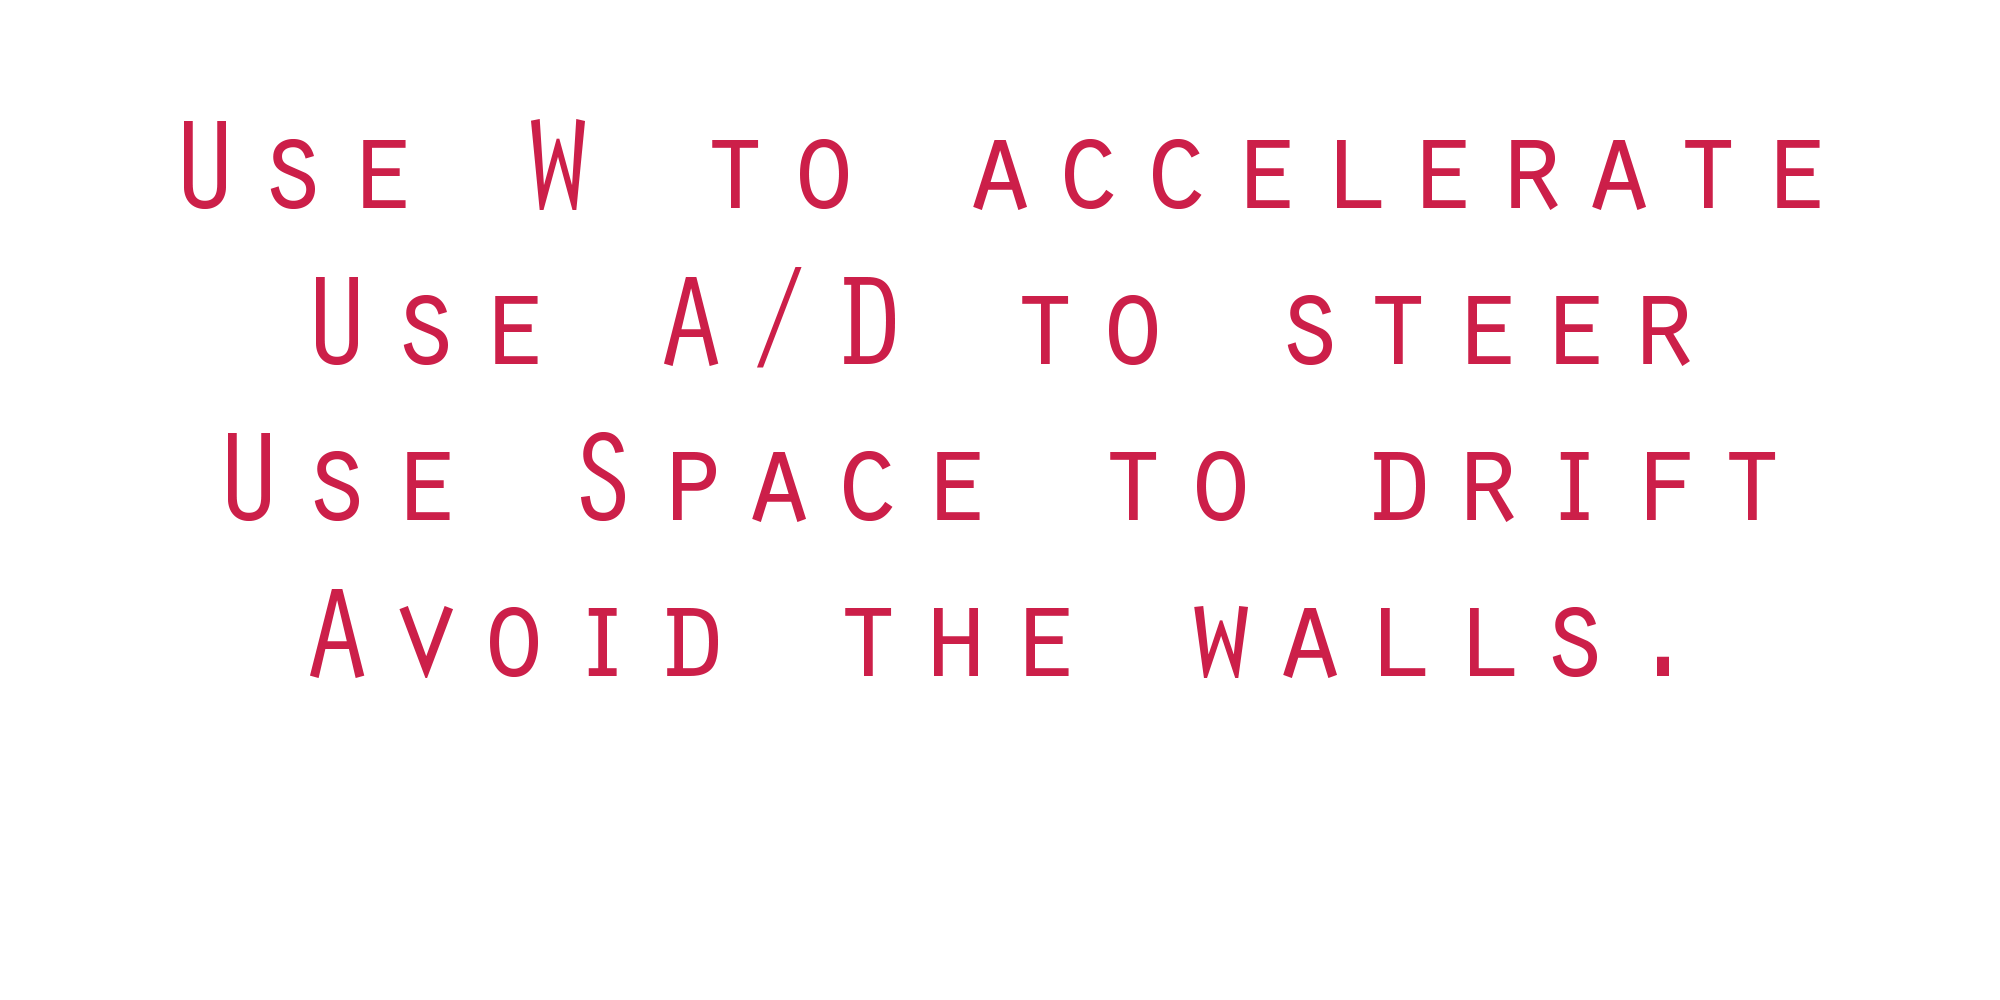 Use W to accelerate
Use A/D to steer
Use Space to drift
Avoid the walls.